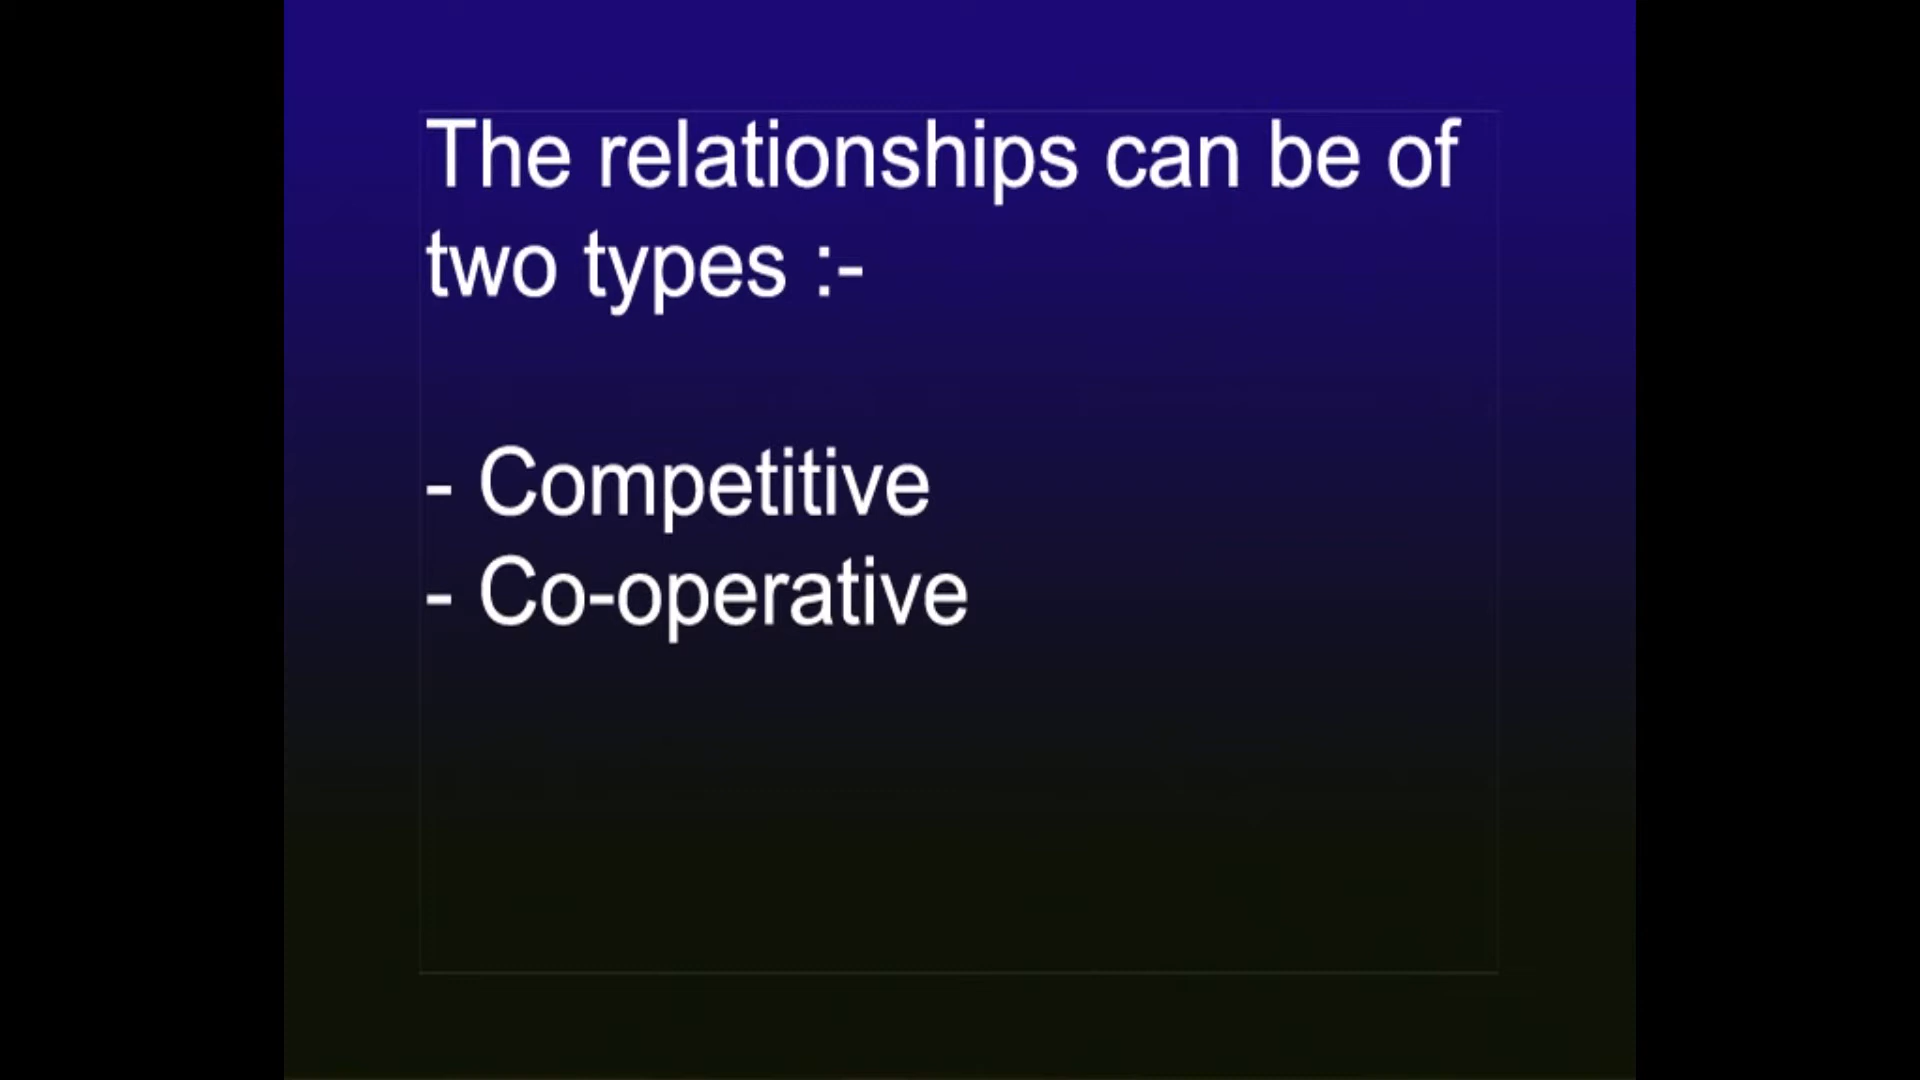 The relationships can be of
two types :-
- Competitive
- Co-operative